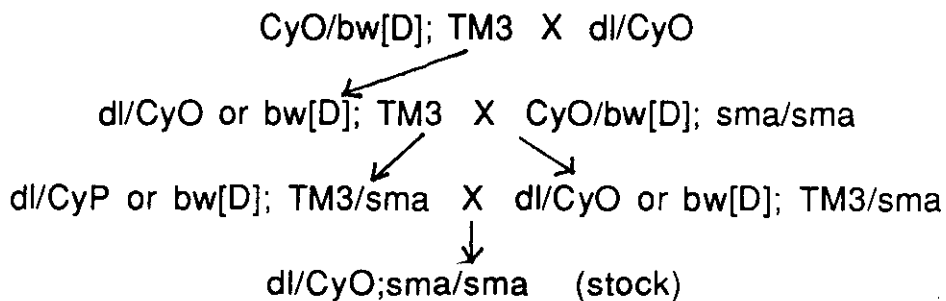 CyO/bw[D]; TM3 X dl/CyO
dl/CyO or bw[D]; TM3 X CyO/bw[D]; sma/sma
dl/CyP or bw[D]; TM3/sma X dl/CyO or bw[D]; TM3/sma
dl/CyO;sma/sma (stock)